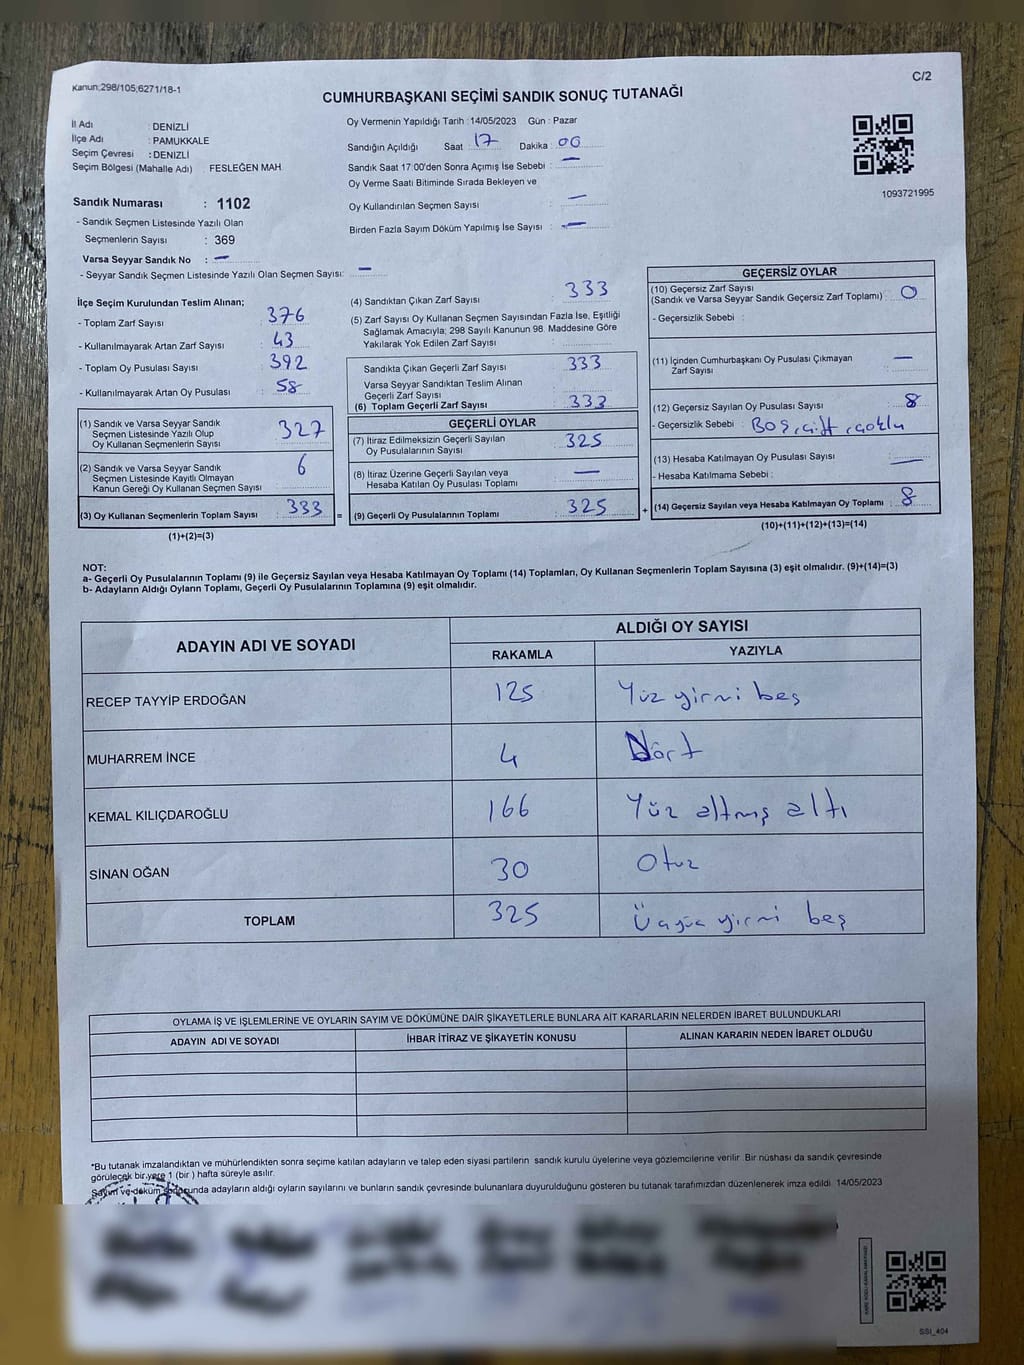 Kanun;298/105;6271/18-1
C/2
CUMHURBAŞKANI SEÇİMİ SANDIK SONUÇ TUTANAĞI
İl Adı : DENİZLİ
İlçe Adı : PAMUKKALE
Seçim Çevresi : DENİZLİ
Seçim Bölgesi (Mahalle Adı) : FESLEĞEN MAH.
Sandık Numarası : 1102
- Sandık Seçmen Listesinde Yazılı Olan
Seçmenlerin Sayısı : 369
Varsa Seyyar Sandık No : —
- Seyyar Sandık Seçmen Listesinde Yazılı Olan Seçmen Sayısı: —
Oy Vermenin Yapıldığı Tarih :14/05/2023 Gün : Pazar
Sandığın Açıldığı Saat : 17 Dakika : 00
Sandık Saat 17:00'den Sonra Açımış İse Sebebi : —
Oy Verme Saati Bitiminde Sırada Bekleyen ve
Oy Kullandırılan Seçmen Sayısı : —
Birden Fazla Sayım Döküm Yapılmış İse Sayısı : —
1093721995
İlçe Seçim Kurulundan Teslim Alınan;
- Toplam Zarf Sayısı : 376
- Kullanılmayarak Artan Zarf Sayısı : 43
- Toplam Oy Pusulası Sayısı : 392
- Kullanılmayarak Artan Oy Pusulası : 58
(1) Sandık ve Varsa Seyyar Sandık
Seçmen Listesinde Yazılı Olup
Oy Kullanan Seçmenlerin Sayısı : 327
(2) Sandık ve Varsa Seyyar Sandık
Seçmen Listesinde Kayıtlı Olmayan
Kanun Gereği Oy Kullanan Seçmen Sayısı : 6
(3) Oy Kullanan Seçmenlerin Toplam Sayısı : 333
(1)+(2)=(3)
=
(4) Sandıktan Çıkan Zarf Sayısı : 333
(5) Zarf Sayısı Oy Kullanan Seçmen Sayısından Fazla İse, Eşitliği
Sağlamak Amacıyla; 298 Sayılı Kanunun 98. Maddesine Göre
Yakılarak Yok Edilen Zarf Sayısı :
Sandıkta Çıkan Geçerli Zarf Sayısı : 333
Varsa Seyyar Sandıktan Teslim Alınan
Geçerli Zarf Sayısı :
(6) Toplam Geçerli Zarf Sayısı : 333
GEÇERLİ OYLAR
(7) İtiraz Edilmeksizin Geçerli Sayılan
Oy Pusulalarının Sayısı : 325
(8) İtiraz Üzerine Geçerli Sayılan veya
Hesaba Katılan Oy Pusulası Toplamı : —
(9) Geçerli Oy Pusulalarının Toplamı : 325
+
GEÇERSİZ OYLAR
(10) Geçersiz Zarf Sayısı
(Sandık ve Varsa Seyyar Sandık Geçersiz Zarf Toplamı) : 0
- Geçersizlik Sebebi :
(11) İçinden Cumhurbaşkanı Oy Pusulası Çıkmayan
Zarf Sayısı : —
(12) Geçersiz Sayılan Oy Pusulası Sayısı : 8
- Geçersizlik Sebebi : Boş, çift, çoklu
(13) Hesaba Katılmayan Oy Pusulası Sayısı : —
- Hesaba Katılmama Sebebi :
(14) Geçersiz Sayılan veya Hesaba Katılmayan Oy Toplamı : 8
(10)+(11)+(12)+(13)=(14)
NOT:
a- Geçerli Oy Pusulalarının Toplamı (9) ile Geçersiz Sayılan veya Hesaba Katılmayan Oy Toplamı (14) Toplamları, Oy Kullanan Seçmenlerin Toplam Sayısına (3) eşit olmalıdır. (9)+(14)=(3)
b- Adayların Aldığı Oyların Toplamı, Geçerli Oy Pusulalarının Toplamına (9) eşit olmalıdır.
ADAYIN ADI VE SOYADI
ALDIĞI OY SAYISI
RAKAMLA YAZIYLA
RECEP TAYYİP ERDOĞAN 125 Yüz yirmi beş
MUHARREM İNCE 4 Dört
KEMAL KILIÇDAROĞLU 166 Yüz altmış altı
SİNAN OĞAN 30 Otuz
TOPLAM 325 Üçyüz yirmi beş
OYLAMA İŞ VE İŞLEMLERİNE VE OYLARIN SAYIM VE DÖKÜMÜNE DAİR ŞİKAYETLERLE BUNLARA AİT KARARLARIN NELERDEN İBARET BULUNDUKLARI
ADAYIN ADI VE SOYADI İHBAR İTİRAZ VE ŞİKAYETİN KONUSU ALINAN KARARIN NEDEN İBARET OLDUĞU
*Bu tutanak imzalandıktan ve mühürlendikten sonra seçime katılan adayların ve talep eden siyasi partilerin sandık kurulu üyelerine veya gözlemcilerine verilir. Bir nüshası da sandık çevresinde
görülecek bir yere 1 (bir ) hafta süreyle asılır.
Sayım ve döküm sonucunda adayların aldığı oyların sayılarını ve bunların sandık çevresinde bulunanlara duyurulduğunu gösteren bu tutanak tarafımızdan düzenlenerek imza edildi. 14/05/2023
SSI_404